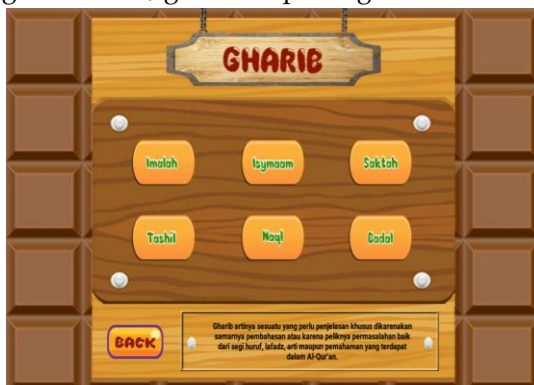 GHARIB
Imalah Isymaam Saktah
Tashil Naql Badal
BACK
Gharib artinya sesuatu yang perlu penjelasan khusus dikarenakan
samarnya pembahasan atau karena peliknya permasalahan baik
dari segi huruf, lafadz, arti maupun pemahaman yang terdapat
dalam Al-Qur'an.